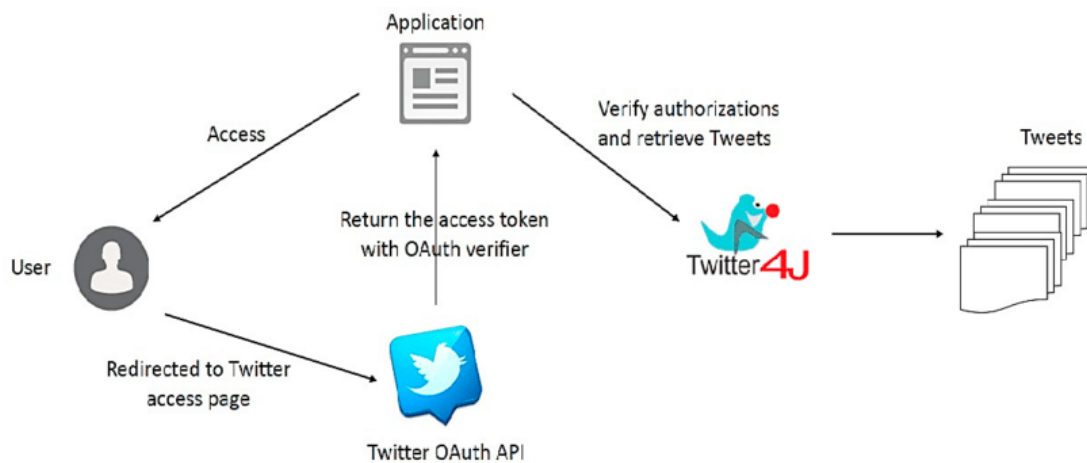 Application
Access
Verify authorizations
and retrieve Tweets
Tweets
Return the access token
with OAuth verifier
User
Twitter4J
Redirected to Twitter
access page
Twitter OAuth API